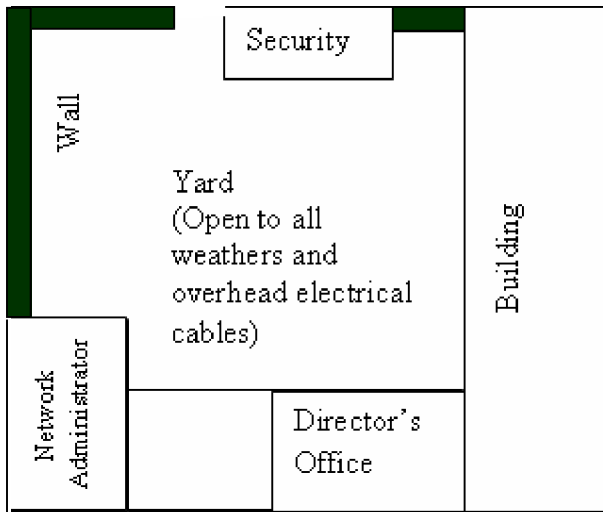 Security
Wall
Yard
(Open to all
weathers and
overhead electrical
cables)
Building
Network
Administrator
Director's
Office